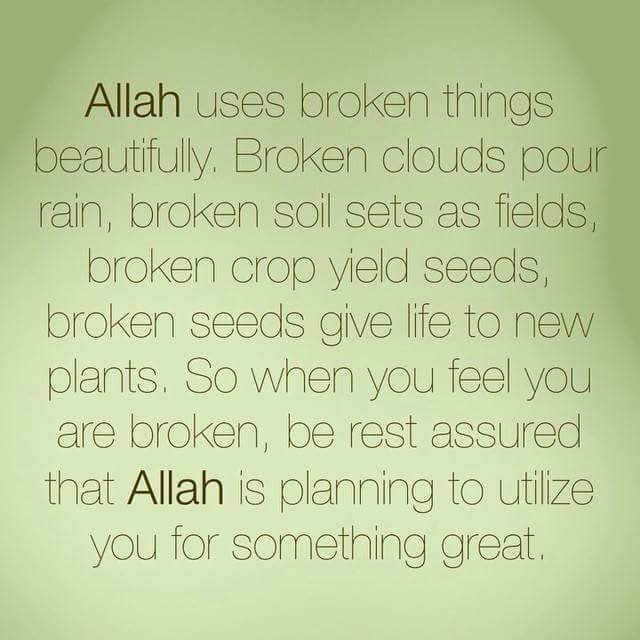 Allah uses broken things
beautifully. Broken clouds pour
rain, broken soil sets as fields,
broken crop yield seeds,
broken seeds give life to new
plants. So when you feel you
are broken, be rest assured
that Allah is planning to utilize
you for something great.